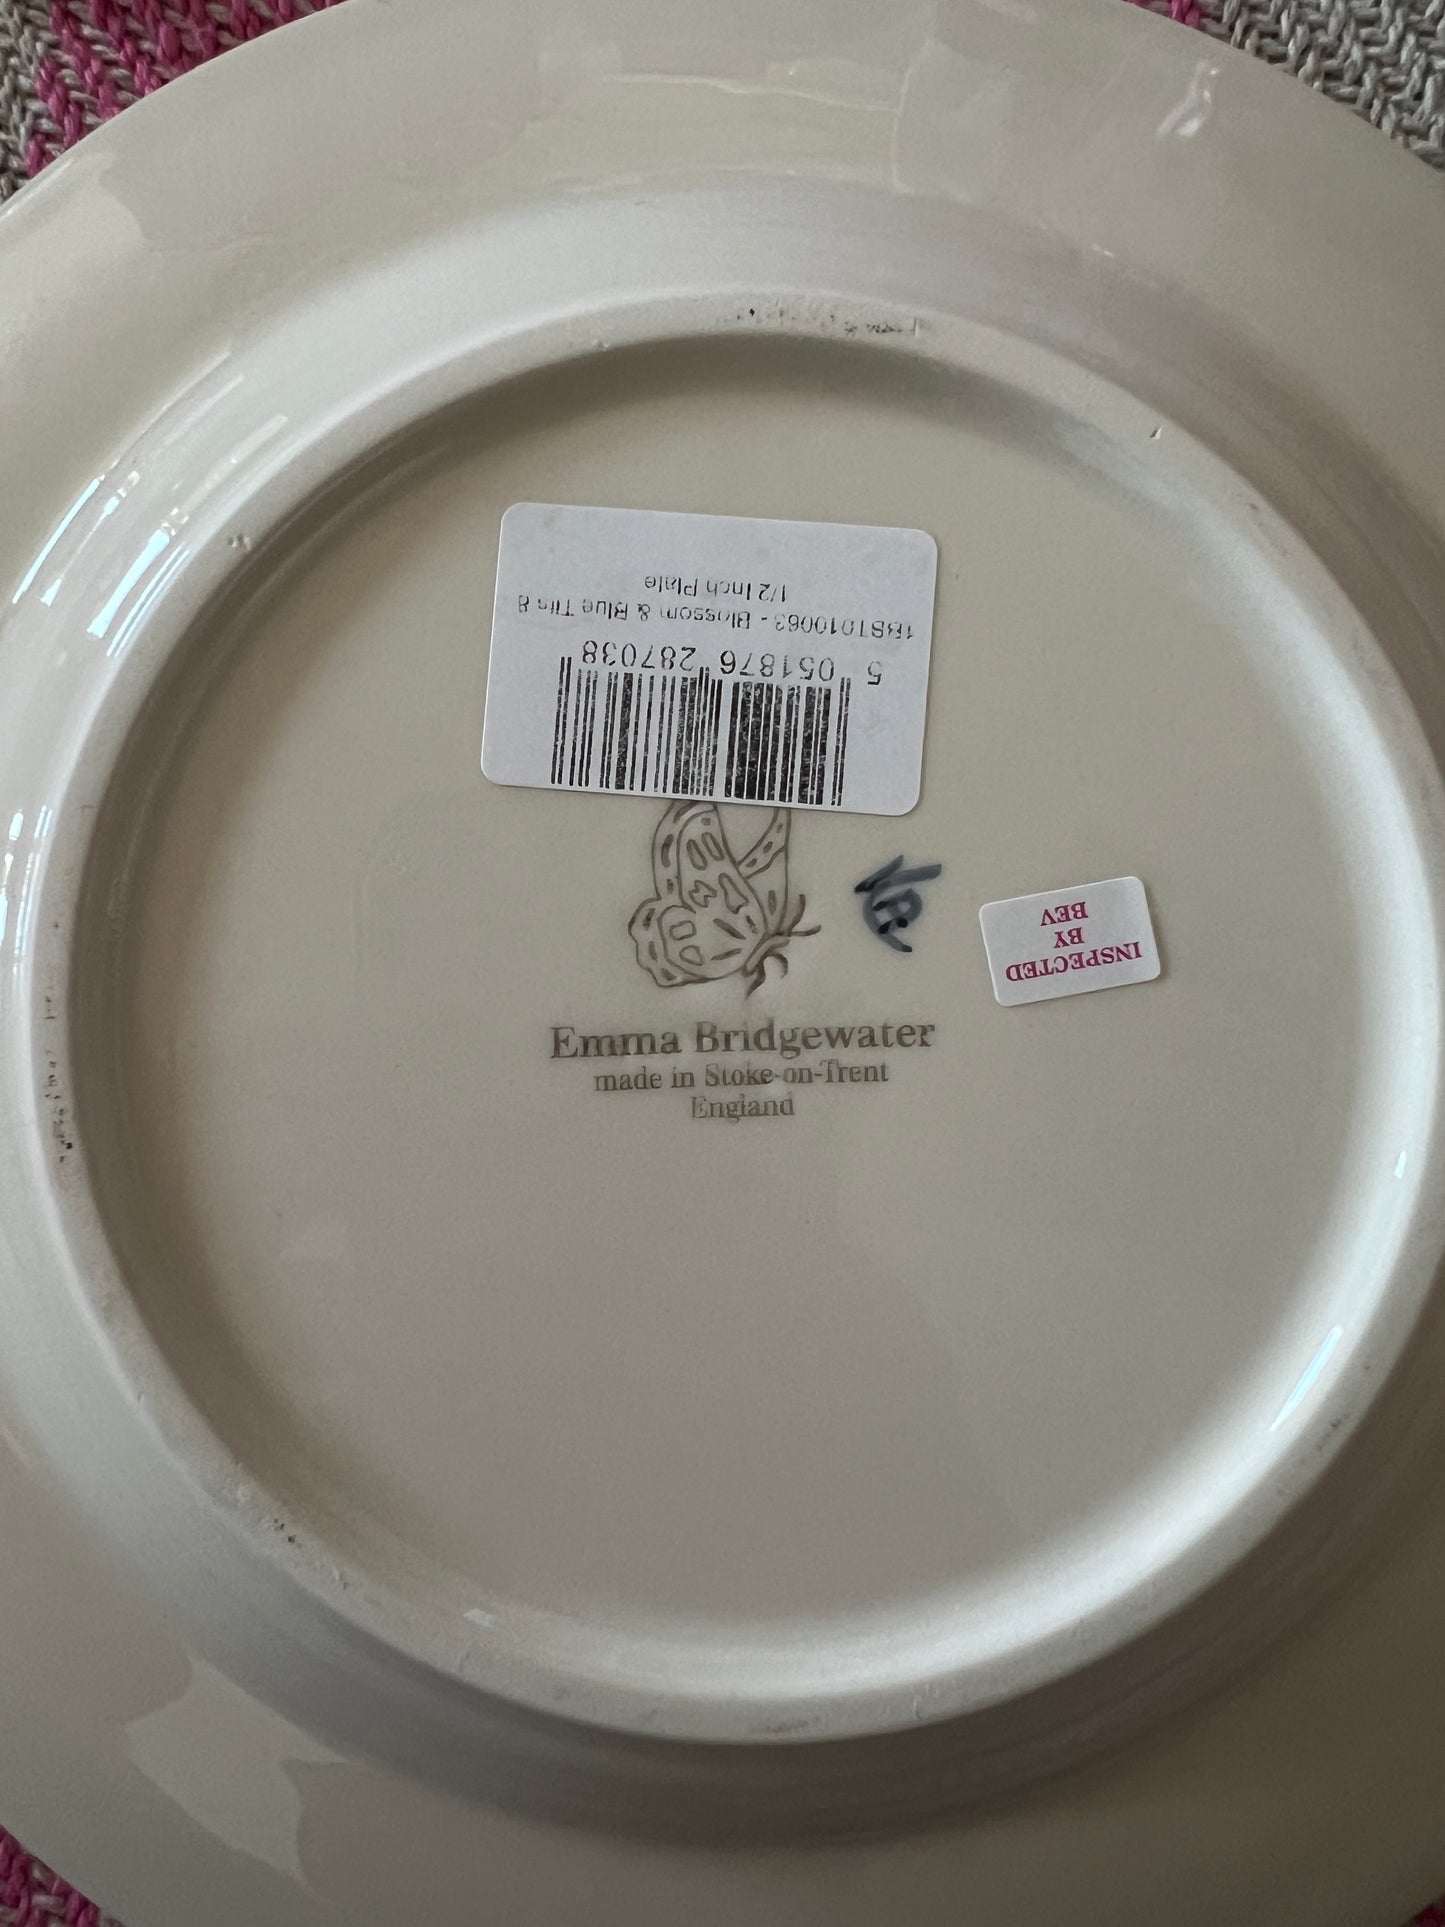 1BST010063 - Blossom & Blue Tits 8
1/2 Inch Plate
5 051876 287038
INSPECTED
BY
BEV
Emma Bridgewater
made in Stoke-on-Trent
England